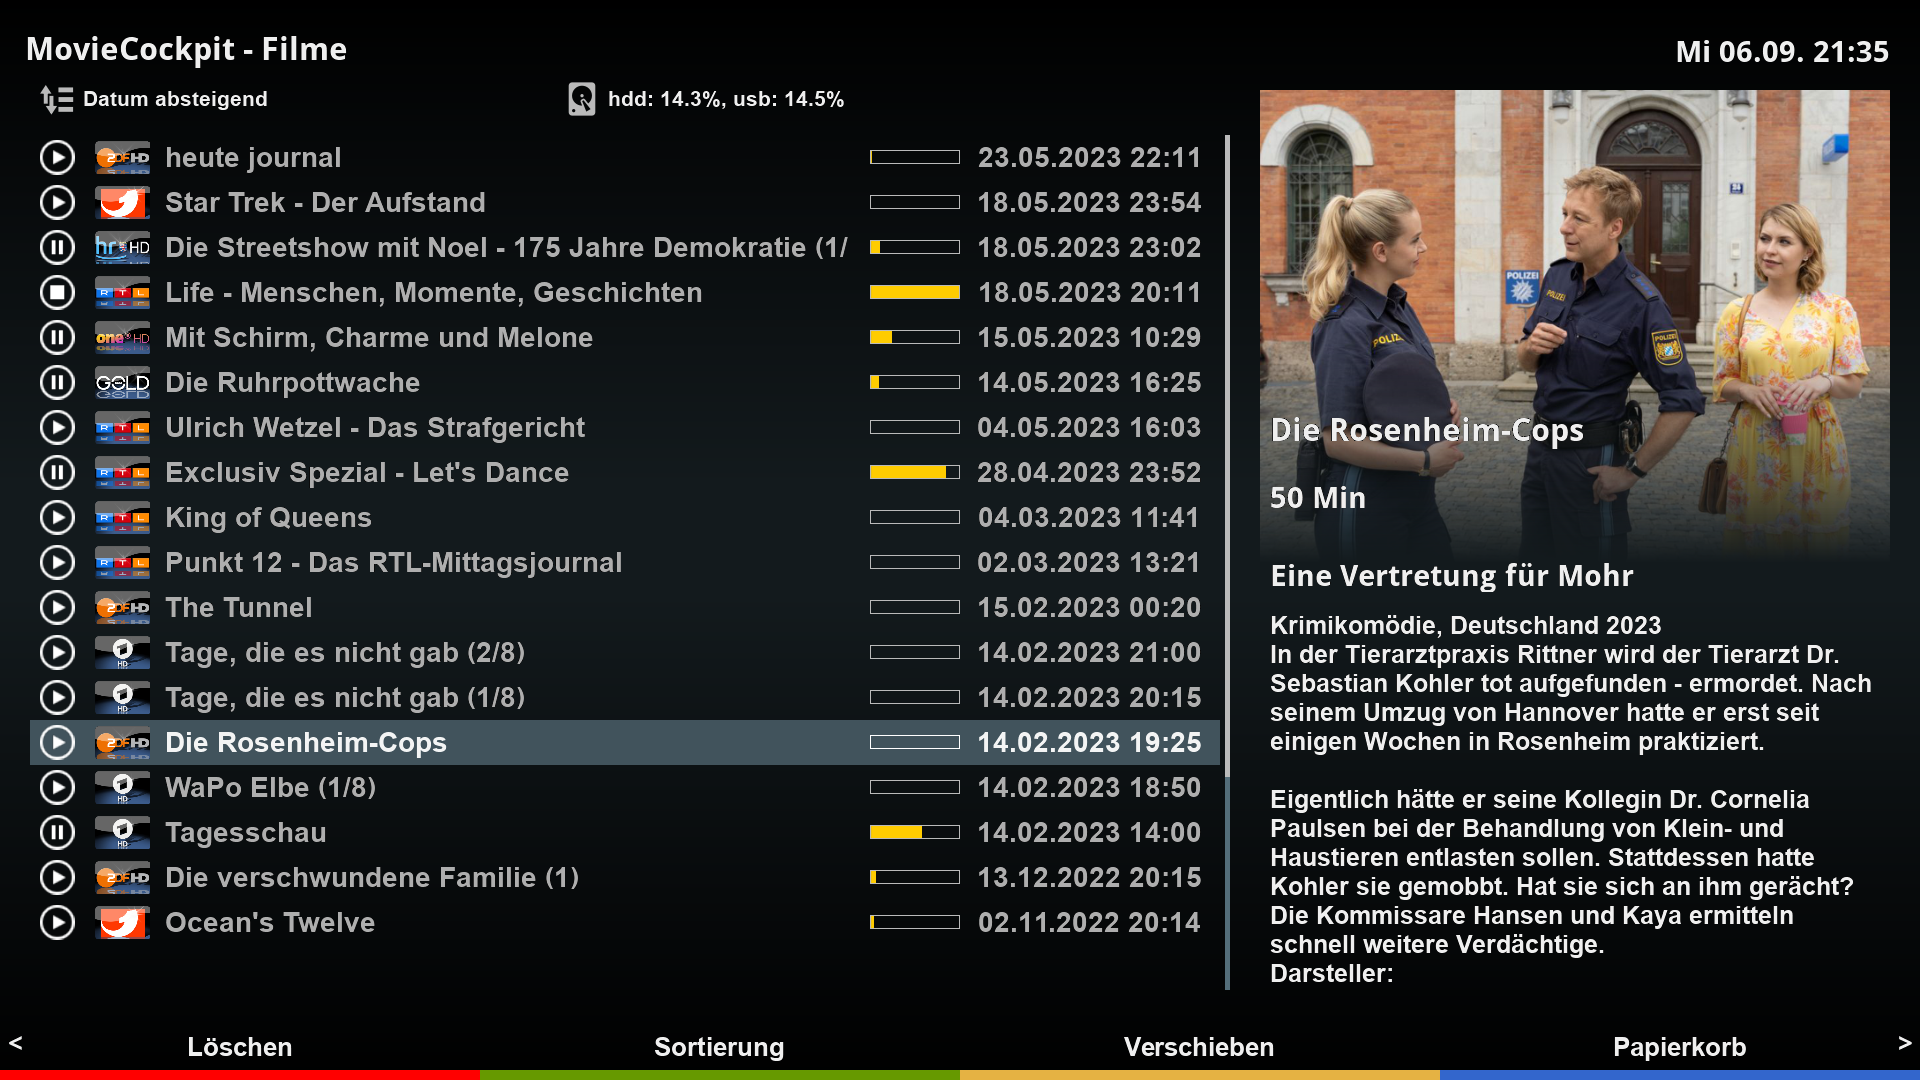 MovieCockpit - Filme
Mi 06.09. 21:35
Datum absteigend
hdd: 14.3%, usb: 14.5%
ZDF HD heute journal 23.05.2023 22:11
Star Trek - Der Aufstand 18.05.2023 23:54
hr HD Die Streetshow mit Noel - 175 Jahre Demokratie (1/ 18.05.2023 23:02
RTL Life - Menschen, Momente, Geschichten 18.05.2023 20:11
one HD Mit Schirm, Charme und Melone 15.05.2023 10:29
GOLD Die Ruhrpottwache 14.05.2023 16:25
RTL Ulrich Wetzel - Das Strafgericht 04.05.2023 16:03
RTL Exclusiv Spezial - Let's Dance 28.04.2023 23:52
RTL King of Queens 04.03.2023 11:41
RTL Punkt 12 - Das RTL-Mittagsjournal 02.03.2023 13:21
ZDF HD The Tunnel 15.02.2023 00:20
HD Tage, die es nicht gab (2/8) 14.02.2023 21:00
HD Tage, die es nicht gab (1/8) 14.02.2023 20:15
ZDF HD Die Rosenheim-Cops 14.02.2023 19:25
HD WaPo Elbe (1/8) 14.02.2023 18:50
HD Tagesschau 14.02.2023 14:00
ZDF HD Die verschwundene Familie (1) 13.12.2022 20:15
Ocean's Twelve 02.11.2022 20:14
POLIZEI
POLIZEI
POLIZEI
Die Rosenheim-Cops
50 Min
Eine Vertretung für Mohr
Krimikomödie, Deutschland 2023
In der Tierarztpraxis Rittner wird der Tierarzt Dr.
Sebastian Kohler tot aufgefunden - ermordet. Nach
seinem Umzug von Hannover hatte er erst seit
einigen Wochen in Rosenheim praktiziert.
Eigentlich hätte er seine Kollegin Dr. Cornelia
Paulsen bei der Behandlung von Klein- und
Haustieren entlasten sollen. Stattdessen hatte
Kohler sie gemobbt. Hat sie sich an ihm gerächt?
Die Kommissare Hansen und Kaya ermitteln
schnell weitere Verdächtige.
Darsteller:
< Löschen Sortierung Verschieben Papierkorb >